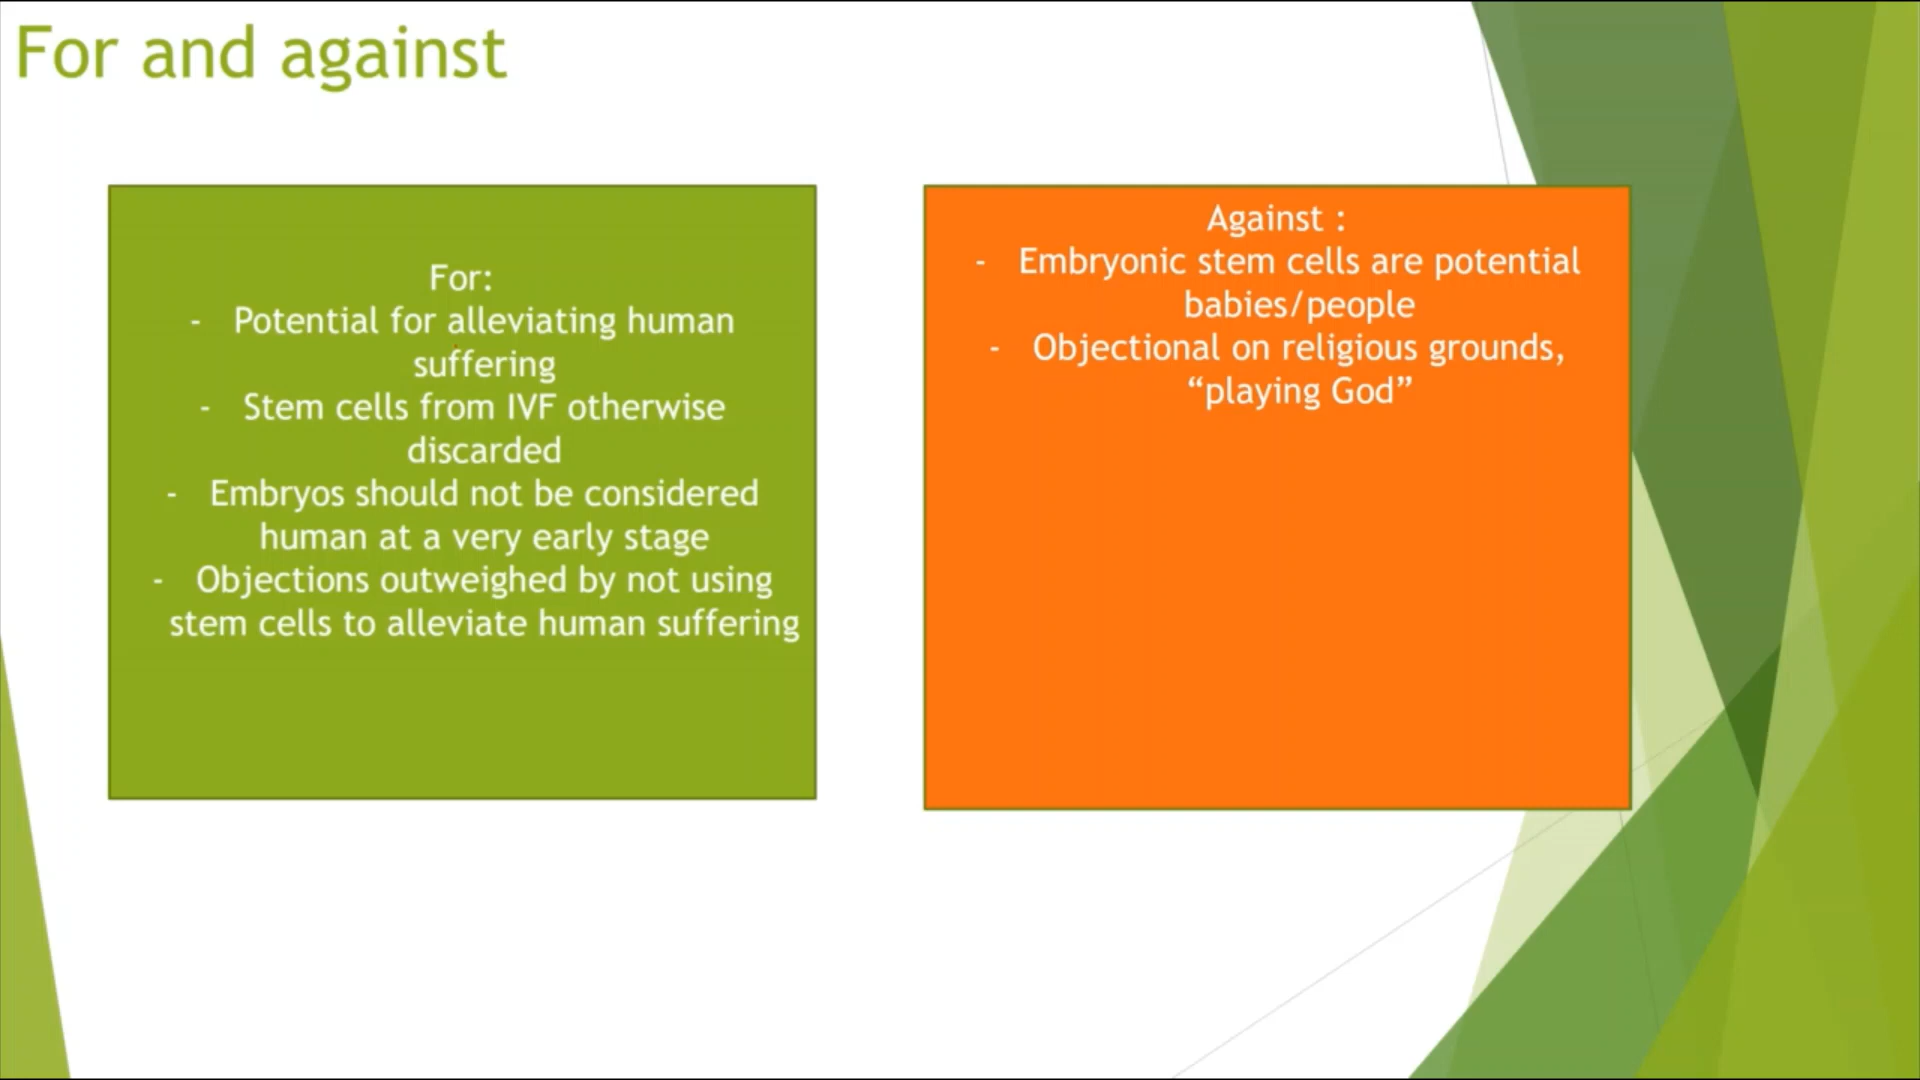 For and against
For:
- Potential for alleviating human
suffering
- Stem cells from IVF otherwise
discarded
- Embryos should not be considered
human at a very early stage
- Objections outweighed by not using
stem cells to alleviate human suffering
Against :
- Embryonic stem cells are potential
babies/people
- Objectional on religious grounds,
“playing God”